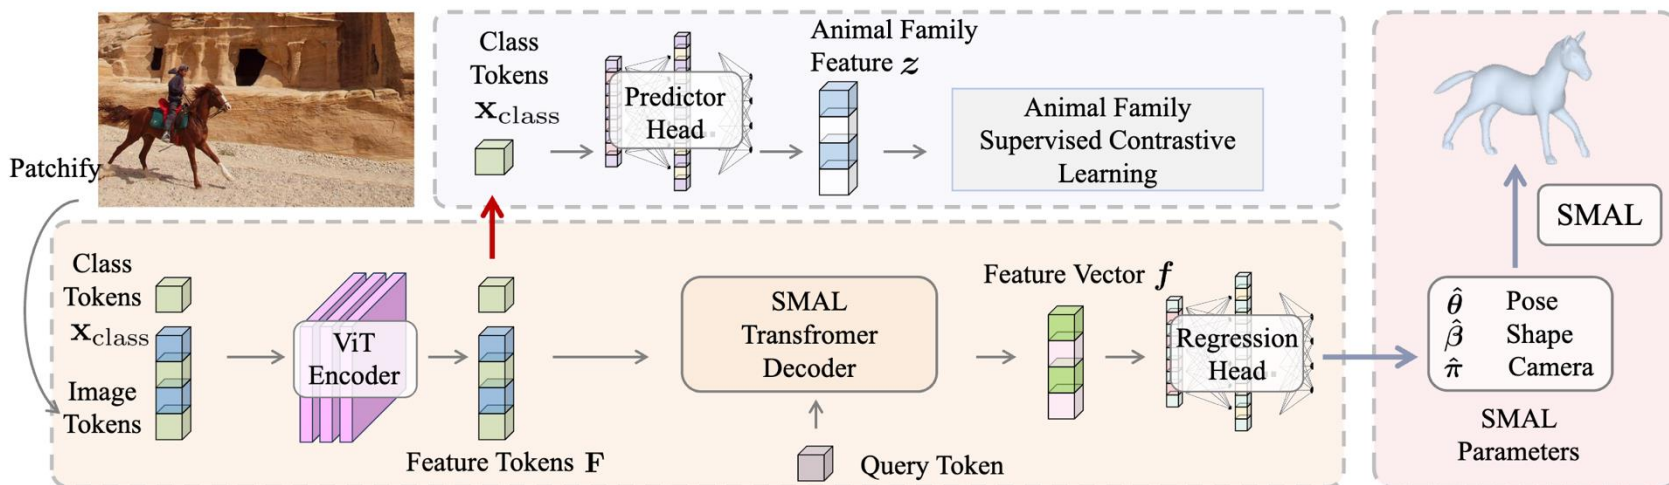 Patchify
Class
Tokens
x_class
Predictor
Head
Animal Family
Feature z
Animal Family
Supervised Contrastive
Learning
SMAL
Class
Tokens
x_class
Image
Tokens
ViT
Encoder
Feature Tokens F
SMAL
Transfromer
Decoder
Query Token
Feature Vector f
Regression
Head
θ̂ Pose
β̂ Shape
π̂ Camera
SMAL
Parameters